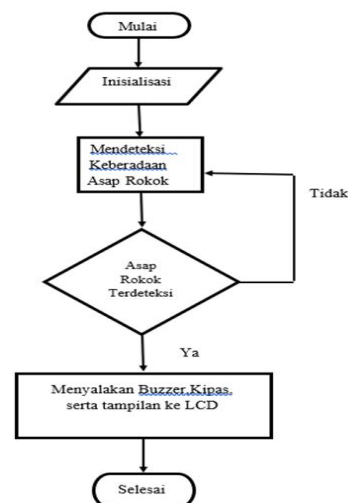 Mulai
Inisialisasi
Mendeteksi
Keberadaan
Asap Rokok
Tidak
Asap
Rokok
Terdeteksi
Ya
Menyalakan Buzzer,Kipas,
serta tampilan ke LCD
Selesai